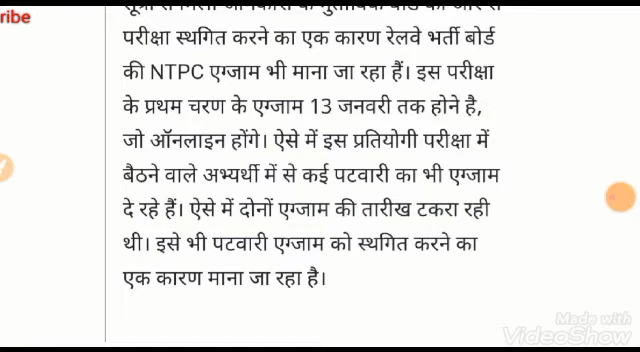 ribe
परीक्षा स्थगित करने का एक कारण रेलवे भर्ती बोर्ड
की NTPC एग्जाम भी माना जा रहा हैं। इस परीक्षा
के प्रथम चरण के एग्जाम 13 जनवरी तक होने है,
जो ऑनलाइन होंगे। ऐसे में इस प्रतियोगी परीक्षा में
बैठने वाले अभ्यर्थी में से कई पटवारी का भी एग्जाम
दे रहे हैं। ऐसे में दोनों एग्जाम की तारीख टकरा रही
थी। इसे भी पटवारी एग्जाम को स्थगित करने का
एक कारण माना जा रहा है।
Made with
VideoShow